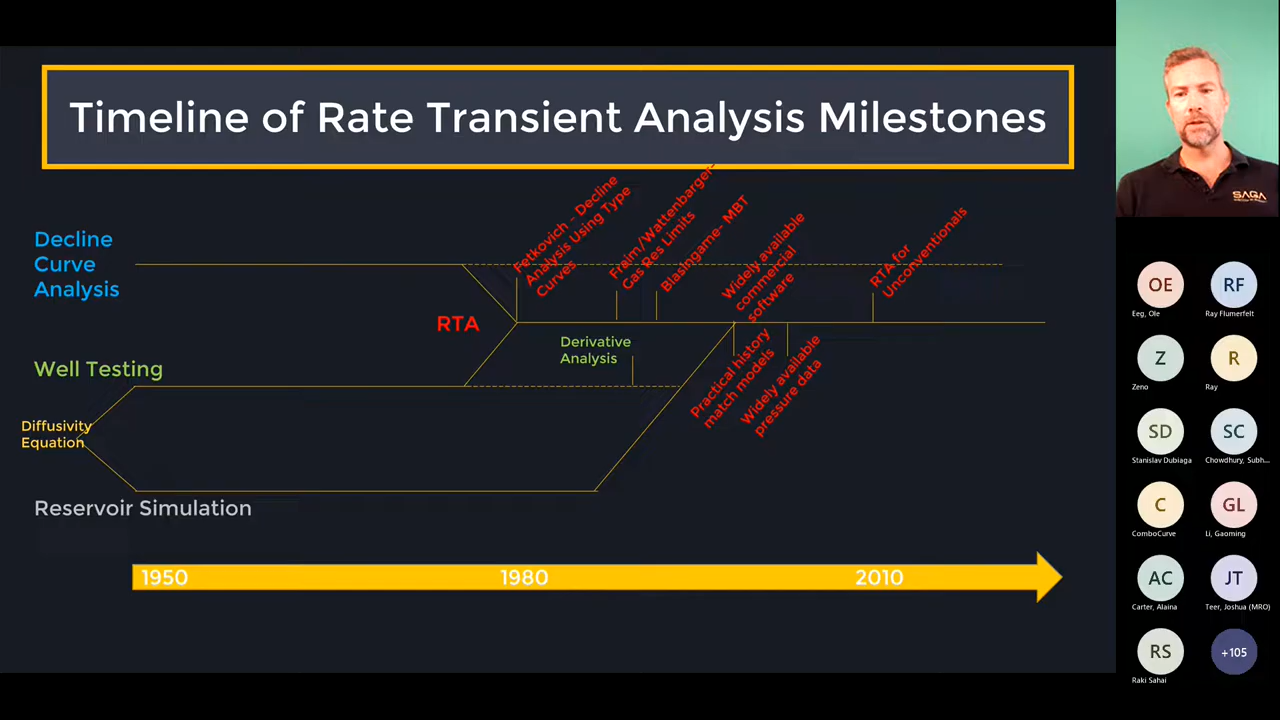 Timeline of Rate Transient Analysis Milestones
Decline
Curve
Analysis
Fetkovich - Decline
Analysis Using Type
Curves
Fraim/Wattenbarger-
Gas Res Limits
Blasingame- MBT
Widely available
commercial
software
RTA for
Unconventionals
RTA
Derivative
Analysis
Well Testing
Practical history
match models
Widely available
pressure data
Diffusivity
Equation
Reservoir Simulation
1950
1980
2010
SAGA
OE
Eeg, Ole
RF
Ray Flumerfelt
Z
Zeno
R
Ray
SD
Stanislav Dubiaga
SC
Chowdhury, Subh...
C
ComboCurve
GL
Li, Gaoming
AC
Carter, Alaina
JT
Teer, Joshua (MRO)
RS
Raki Sahai
+105